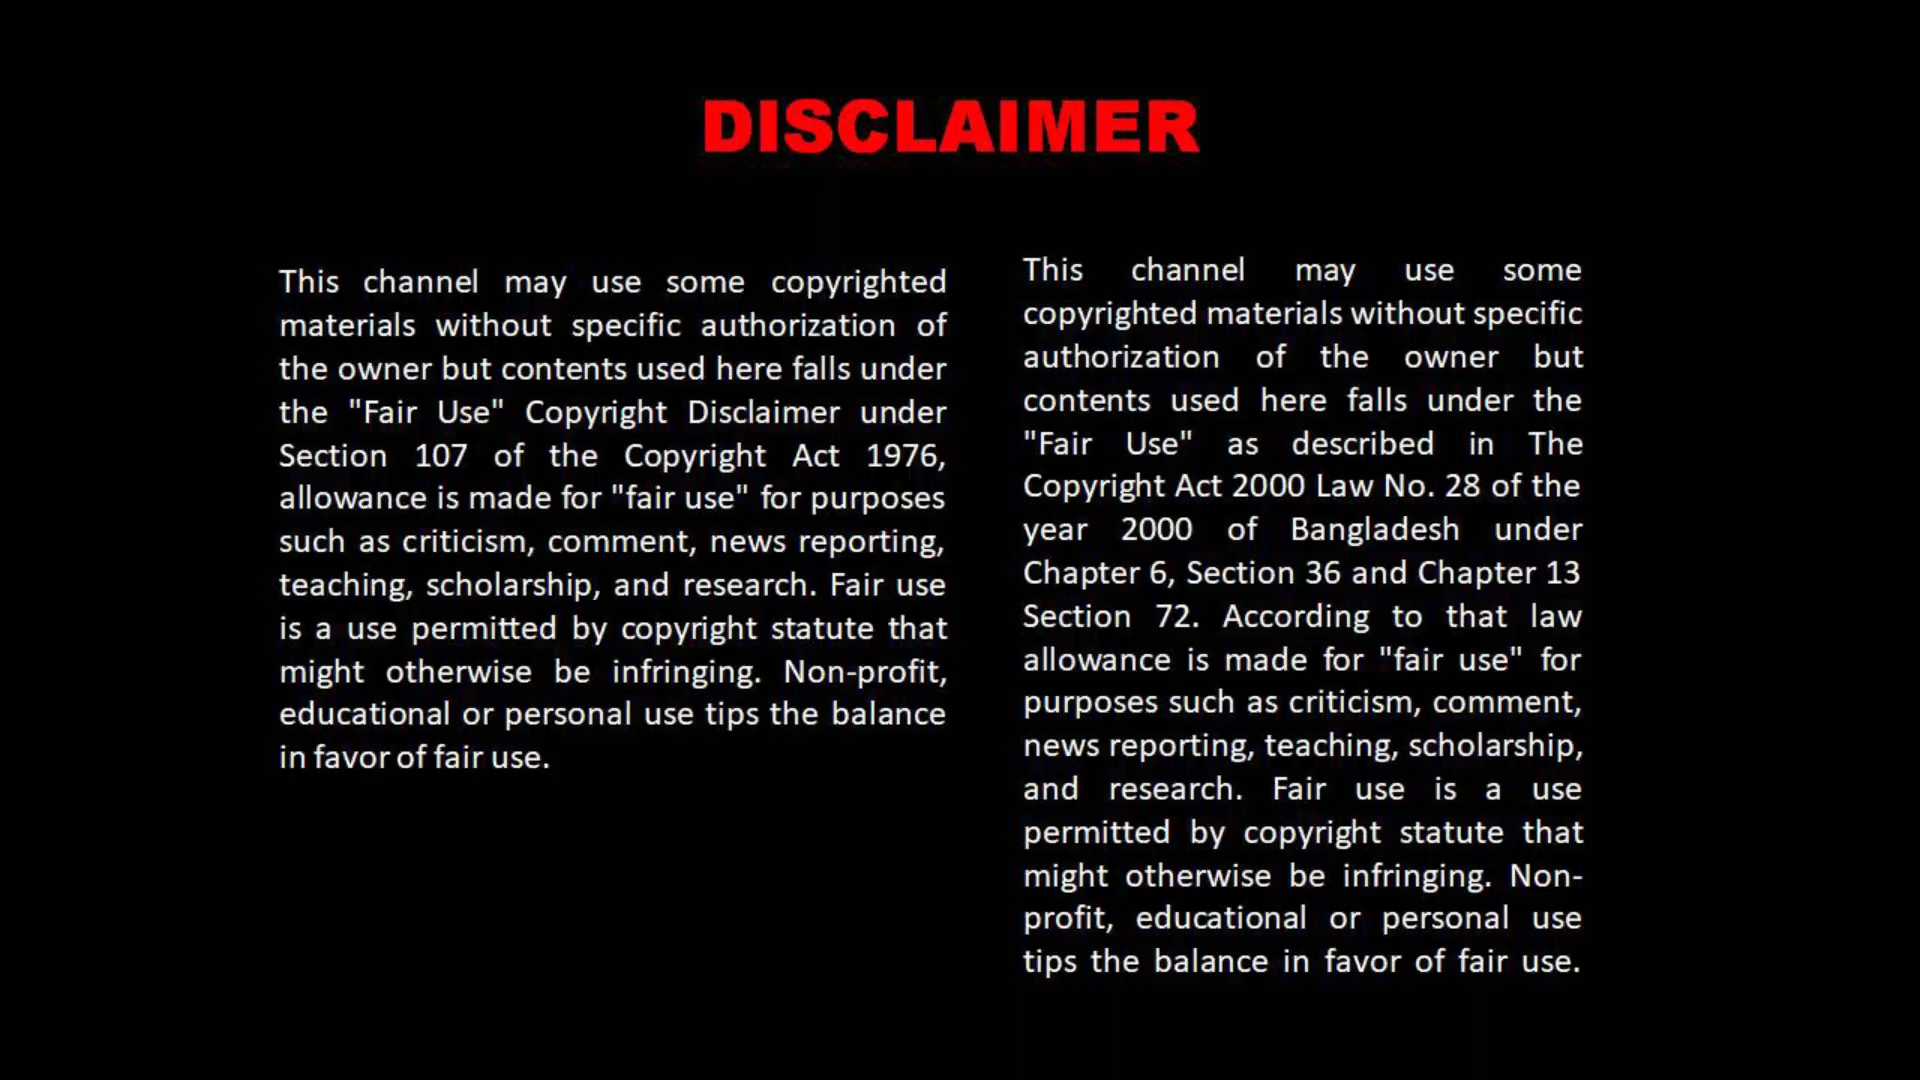 DISCLAIMER
This channel may use some copyrighted
materials without specific authorization of
the owner but contents used here falls under
the "Fair Use" Copyright Disclaimer under
Section 107 of the Copyright Act 1976,
allowance is made for "fair use" for purposes
such as criticism, comment, news reporting,
teaching, scholarship, and research. Fair use
is a use permitted by copyright statute that
might otherwise be infringing. Non-profit,
educational or personal use tips the balance
in favor of fair use.
This channel may use some
copyrighted materials without specific
authorization of the owner but
contents used here falls under the
"Fair Use" as described in The
Copyright Act 2000 Law No. 28 of the
year 2000 of Bangladesh under
Chapter 6, Section 36 and Chapter 13
Section 72. According to that law
allowance is made for "fair use" for
purposes such as criticism, comment,
news reporting, teaching, scholarship,
and research. Fair use is a use
permitted by copyright statute that
might otherwise be infringing. Non-
profit, educational or personal use
tips the balance in favor of fair use.